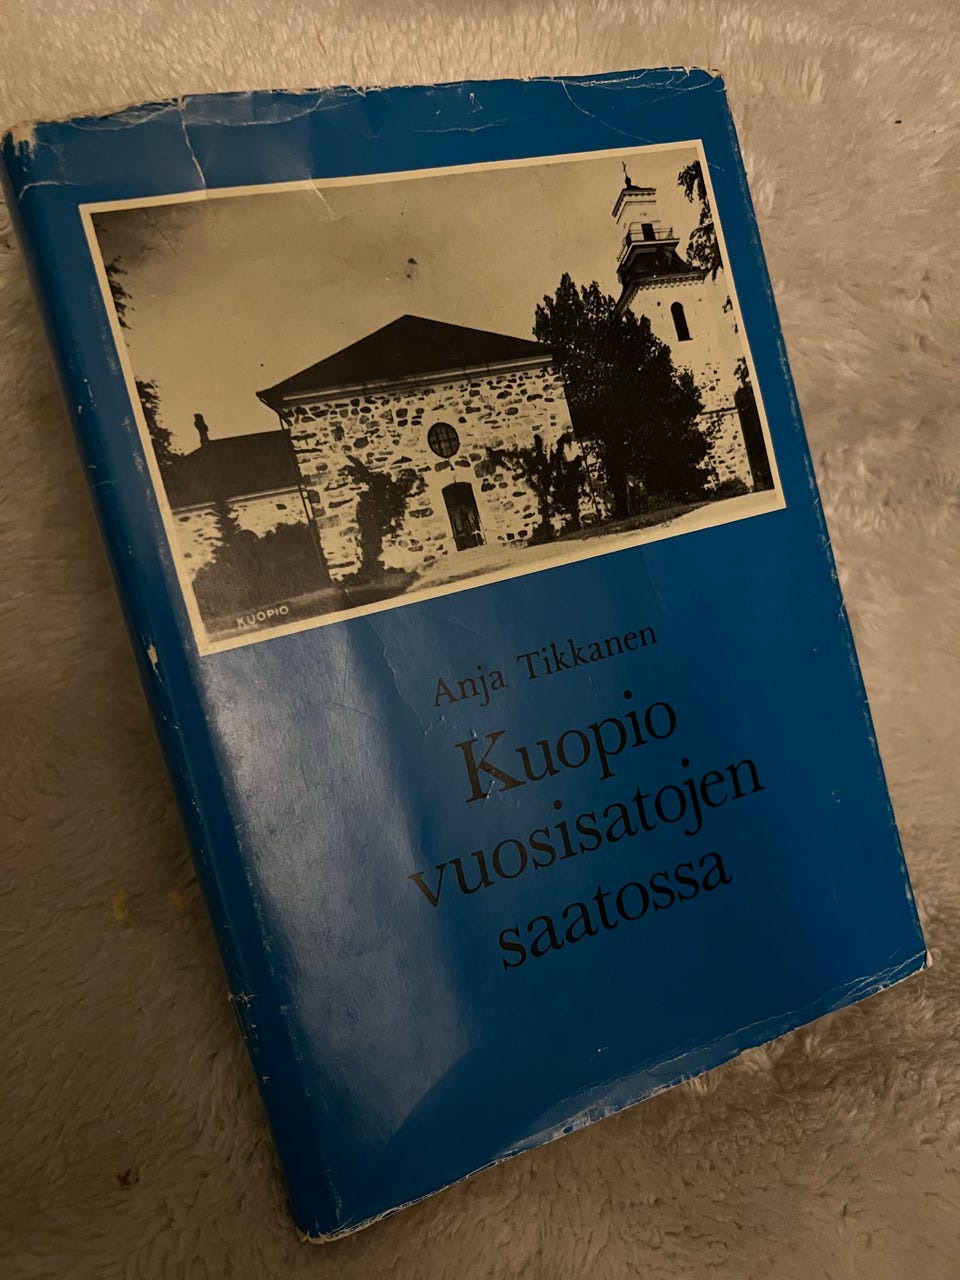 KUOPIO
Anja Tikkanen
Kuopio
vuosisatojen
saatossa